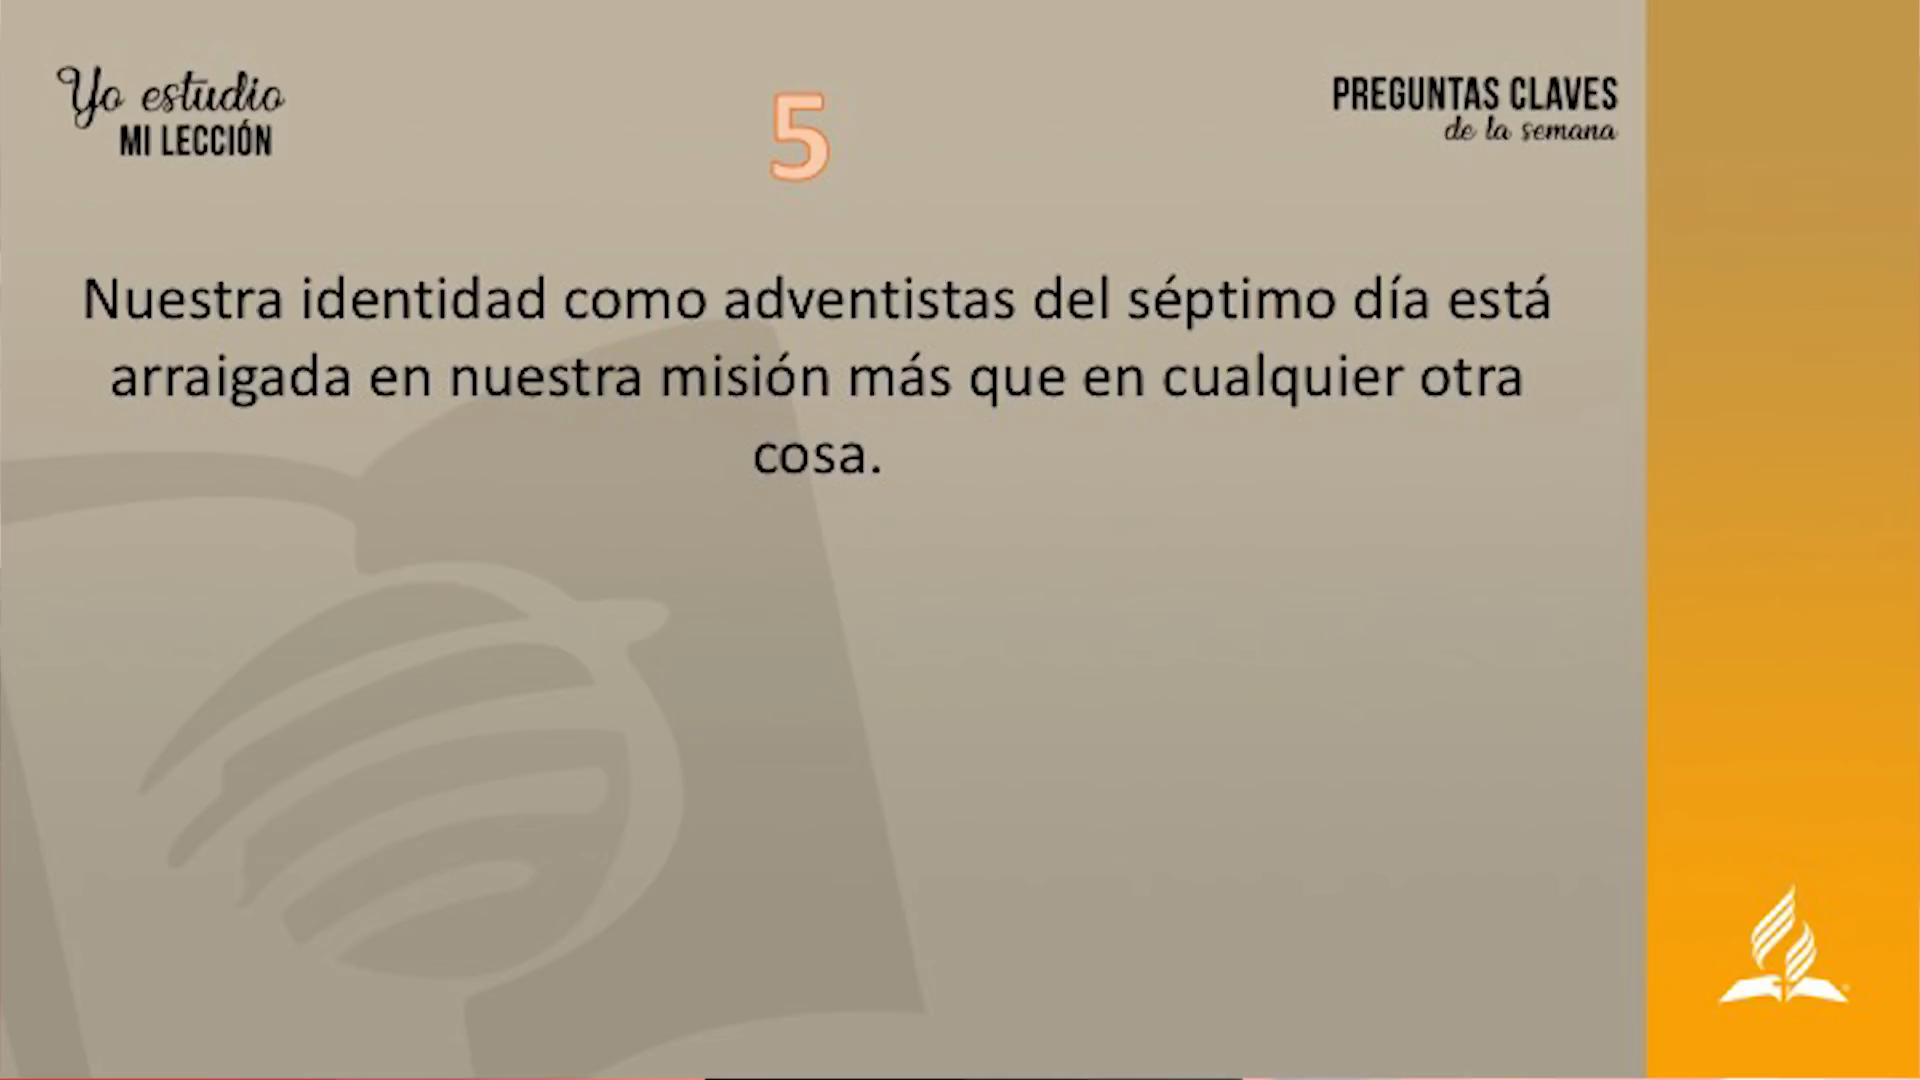 Yo estudio
MI LECCIÓN
5
PREGUNTAS CLAVES
de la semana
Nuestra identidad como adventistas del séptimo día está
arraigada en nuestra misión más que en cualquier otra
cosa.